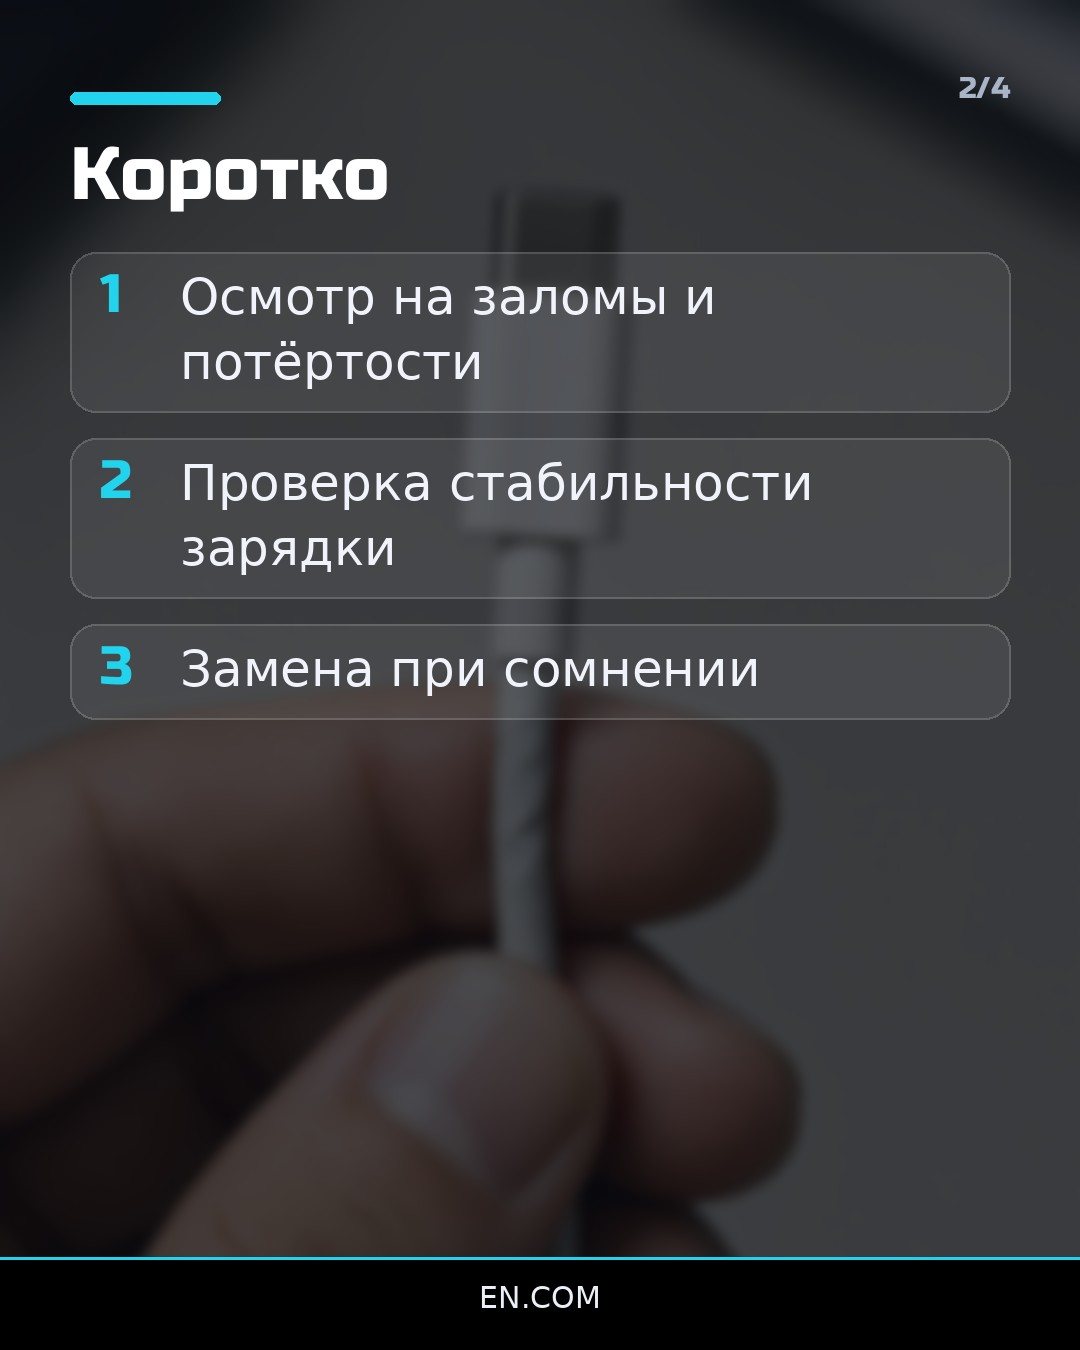 2/4
Коротко
1 Осмотр на заломы и
потёртости
2 Проверка стабильности
зарядки
3 Замена при сомнении
EN.COM